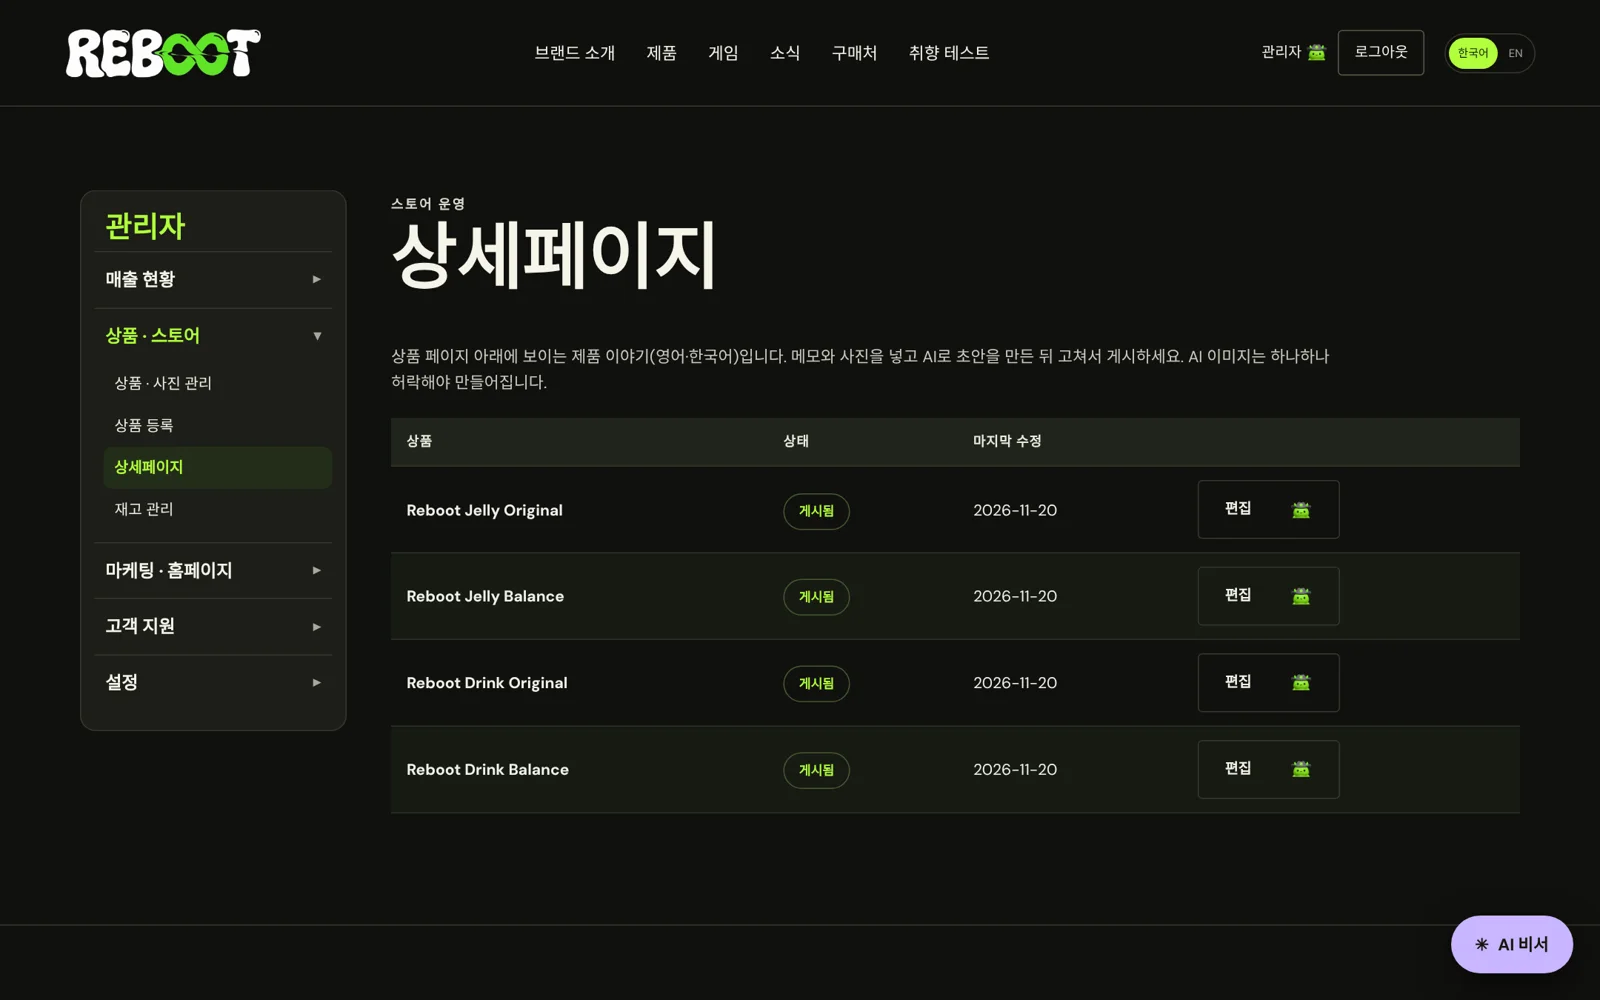 REBOOT
브랜드 소개
제품
게임
소식
구매처
취향 테스트
관리자
로그아웃
한국어
EN
관리자
매출 현황
상품 · 스토어
상품 · 사진 관리
상품 등록
상세페이지
재고 관리
마케팅 · 홈페이지
고객 지원
설정
스토어 운영
상세페이지
상품 페이지 아래에 보이는 제품 이야기(영어·한국어)입니다. 메모와 사진을 넣고 AI로 초안을 만든 뒤 고쳐서 게시하세요. AI 이미지는 하나하나
허락해야 만들어집니다.
상품 상태 마지막 수정
Reboot Jelly Original 게시됨 2026-11-20 편집
Reboot Jelly Balance 게시됨 2026-11-20 편집
Reboot Drink Original 게시됨 2026-11-20 편집
Reboot Drink Balance 게시됨 2026-11-20 편집
AI 비서